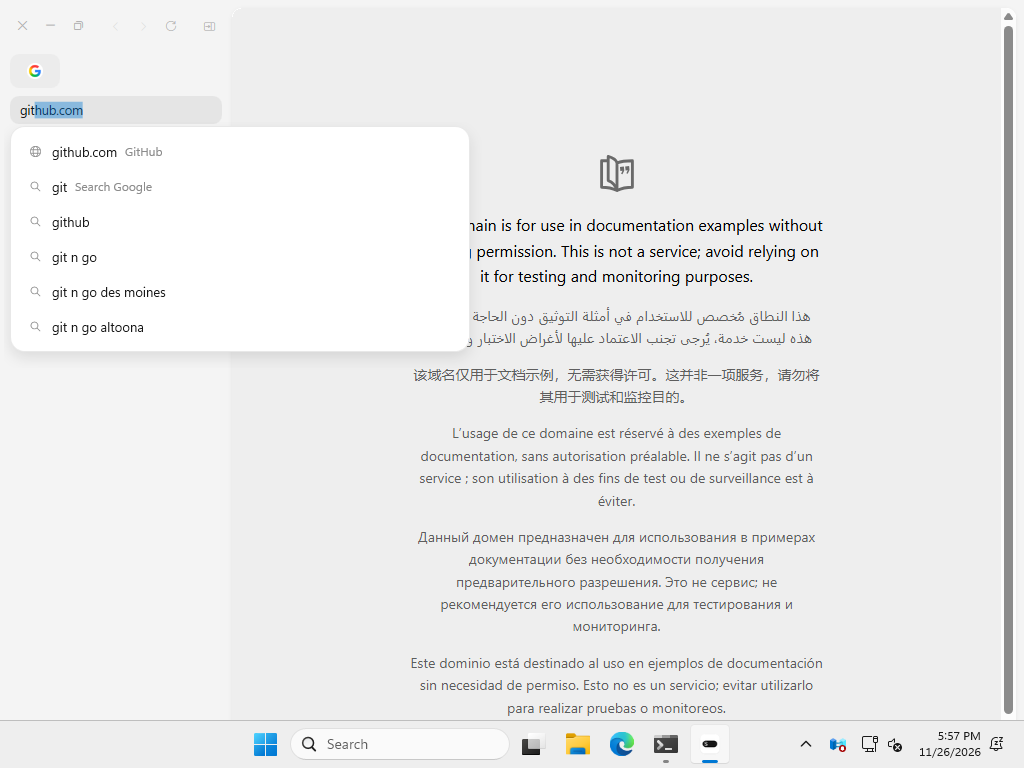 github.com
github.com GitHub
git Search Google
github
git n go
git n go des moines
git n go altoona
is for use in documentation examples without
permission. This is not a service; avoid relying on
it for testing and monitoring purposes.
هذا النطاق مُخصص للاستخدام في أمثلة التوثيق دون الحاجة
هذه ليست خدمة، يُرجى تجنب الاعتماد عليها لأغراض الاختبار
该域名仅用于文档示例，无需获得许可。这并非一项服务，请勿将
其用于测试和监控目的。
L’usage de ce domaine est réservé à des exemples de
documentation, sans autorisation préalable. Il ne s’agit pas d’un
service ; son utilisation à des fins de test ou de surveillance est à
éviter.
Данный домен предназначен для использования в примерах
документации без необходимости получения
предварительного разрешения. Это не сервис; не
рекомендуется его использование для тестирования и
мониторинга.
Este dominio está destinado al uso en ejemplos de documentación
sin necesidad de permiso. Esto no es un servicio; evitar utilizarlo
para realizar pruebas o monitoreos.
Search
5:57 PM
11/26/2026